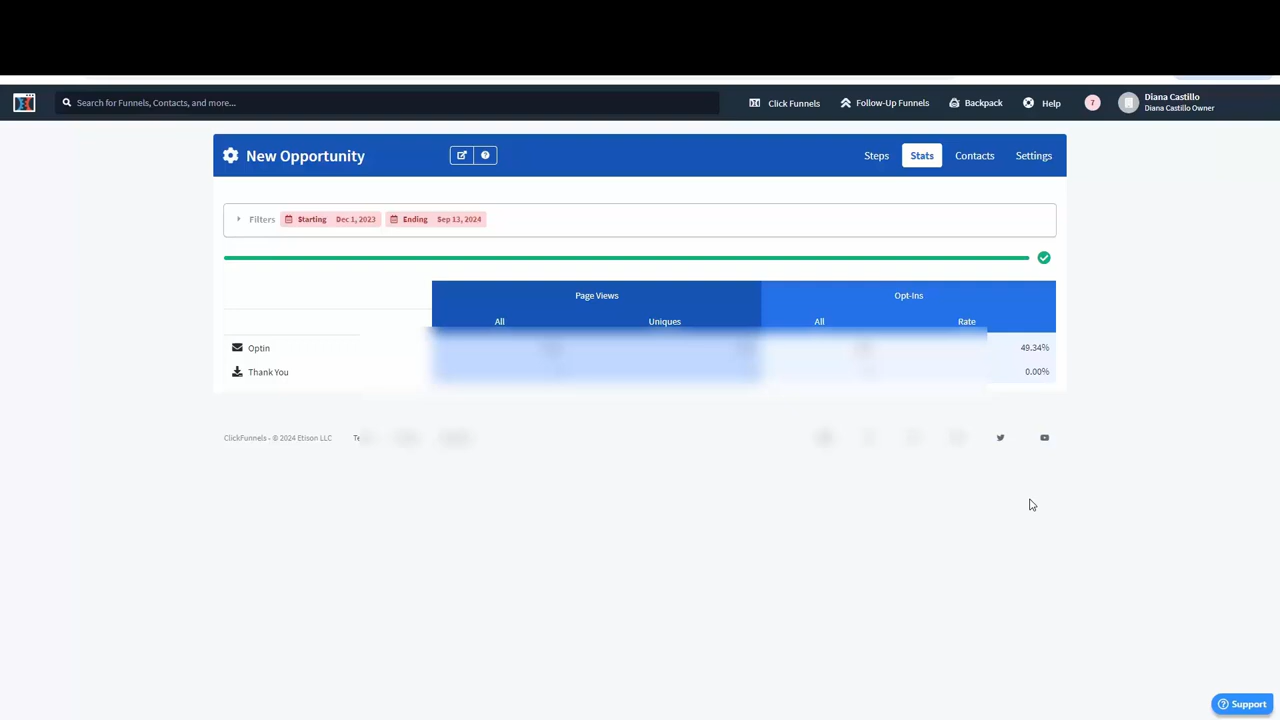 Search for Funnels, Contacts, and more...
Click Funnels
Follow-Up Funnels
Backpack
Help
7
Diana Castillo
Diana Castillo Owner
New Opportunity
Steps
Stats
Contacts
Settings
Filters Starting Dec 1, 2023 Ending Sep 13, 2024
Page Views Opt-Ins
All Uniques All Rate
Optin 49.34%
Thank You 0.00%
ClickFunnels - © 2024 Etison LLC
Support